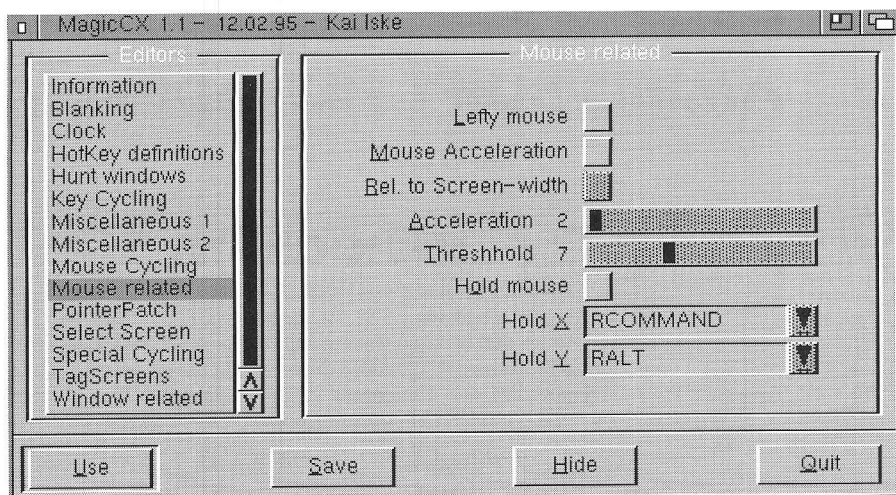 MagicCX 1.1 - 12.02.95 - Kai Iske
Editors
Information
Blanking
Clock
HotKey definitions
Hunt windows
Key Cycling
Miscellaneous 1
Miscellaneous 2
Mouse Cycling
Mouse related
PointerPatch
Select Screen
Special Cycling
TagScreens
Window related
Mouse related
Lefty mouse
Mouse Acceleration
Rel. to Screen-width
Acceleration 2
Threshhold 7
Hold mouse
Hold X RCOMMAND
Hold Y RALT
Use Save Hide Quit